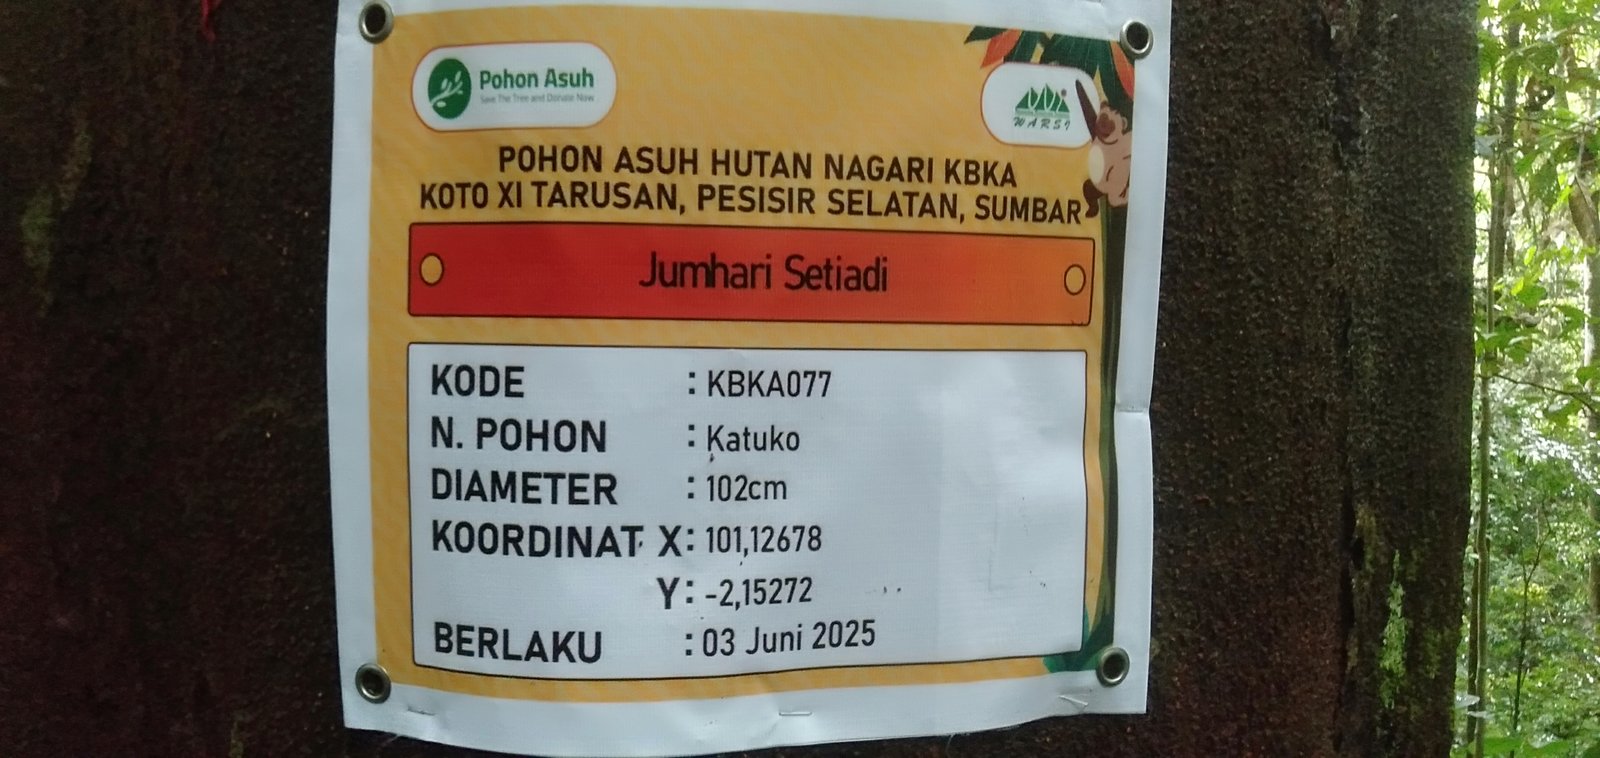 Pohon Asuh
Save The Tree and Donate Now
WARSI
POHON ASUH HUTAN NAGARI KBKA
KOTO XI TARUSAN, PESISIR SELATAN, SUMBAR
Jumhari Setiadi
KODE : KBKA077
N. POHON : Katuko
DIAMETER : 102cm
KOORDINAT X: 101,12678
Y: -2,15272
BERLAKU : 03 Juni 2025